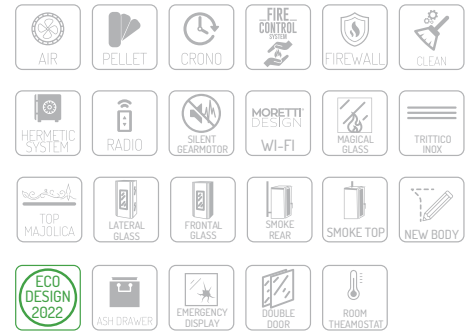 AIR
PELLET
CRONO
FIRE
CONTROL
SYSTEM
FIREWALL
CLEAN
HERMETIC
SYSTEM
RADIO
SILENT
GEARMOTOR
MORETTI
DESIGN
WI-FI
MAGICAL
GLASS
TRITTICO
INOX
TOP
MAJOLICA
LATERAL
GLASS
FRONTAL
GLASS
SMOKE
REAR
SMOKE TOP
NEW BODY
ECO
DESIGN
2022
ASH DRAWER
EMERGENCY
DISPLAY
DOUBLE
DOOR
ROOM
THERMOSTAT